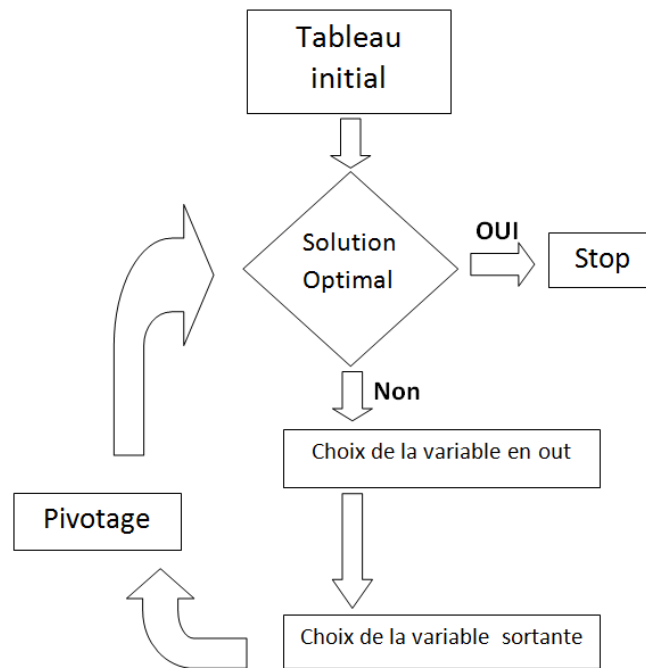 Tableau
initial
Solution
Optimal
OUI
Stop
Non
Choix de la variable en out
Pivotage
Choix de la variable sortante